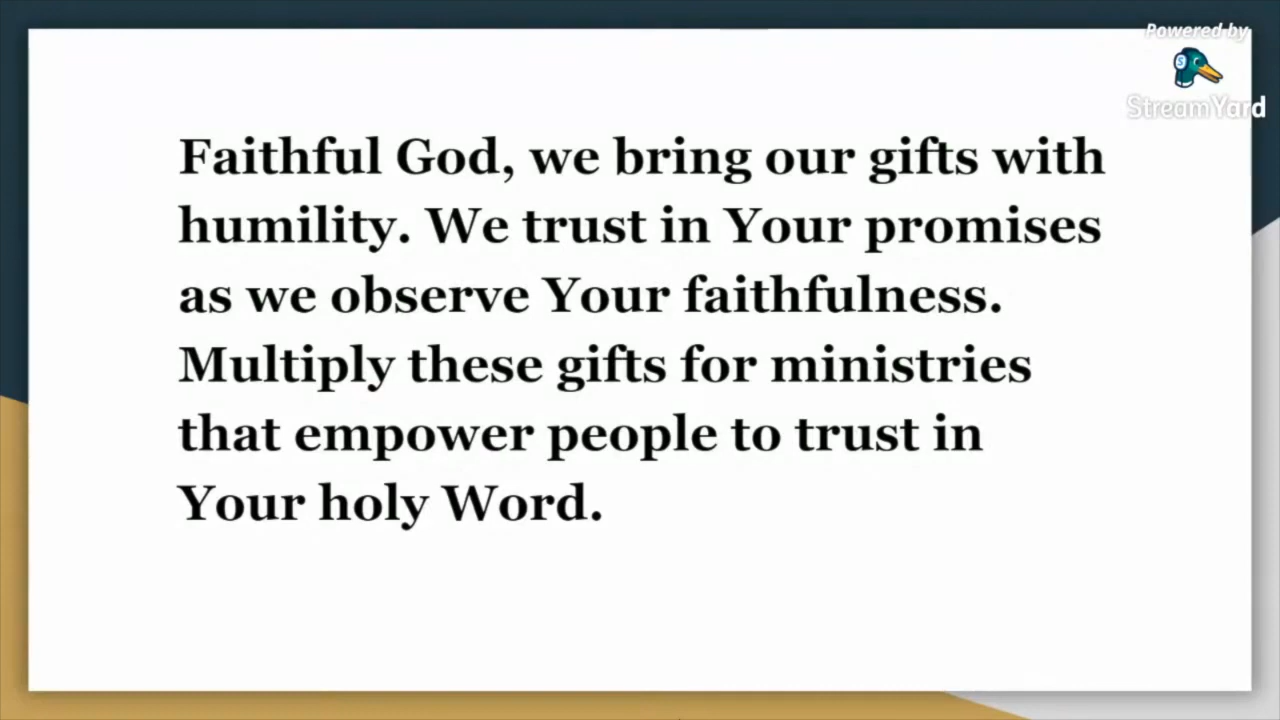 Powered by
StreamYard
Faithful God, we bring our gifts with
humility. We trust in Your promises
as we observe Your faithfulness.
Multiply these gifts for ministries
that empower people to trust in
Your holy Word.